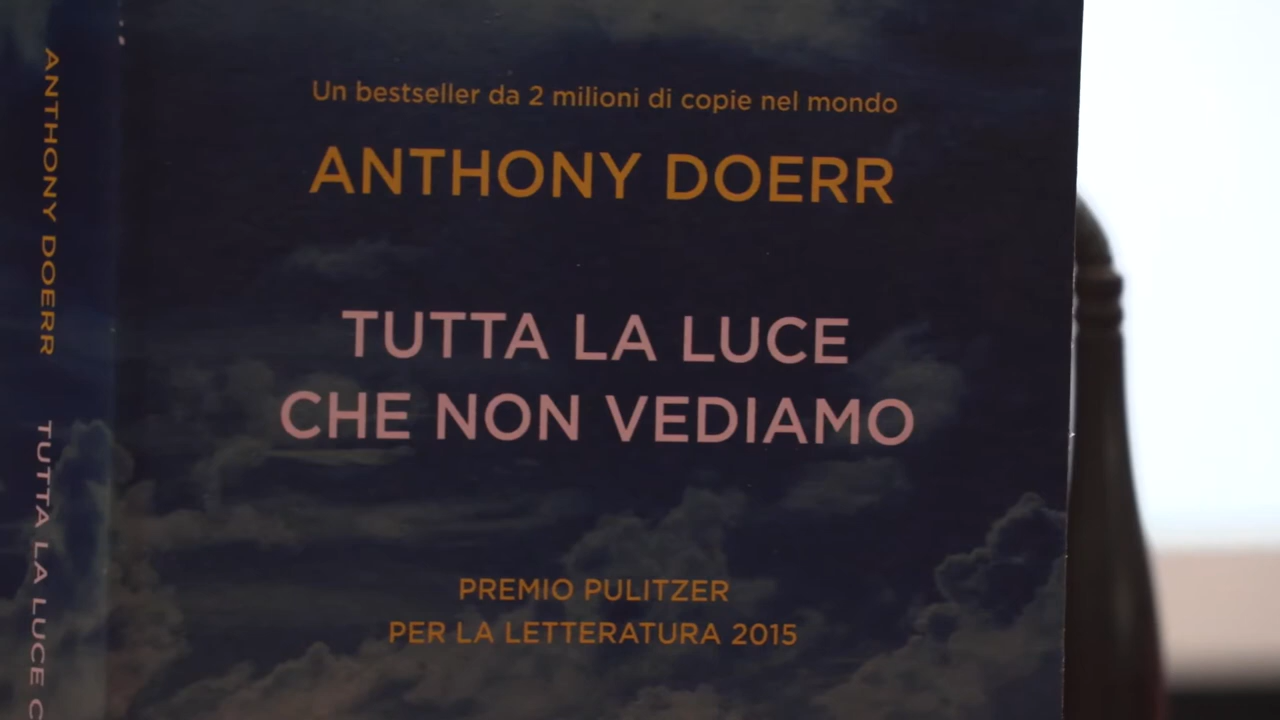 Un bestseller da 2 milioni di copie nel mondo
ANTHONY DOERR
TUTTA LA LUCE
CHE NON VEDIAMO
PREMIO PULITZER
PER LA LETTERATURA 2015
ANTHONY DOERR
TUTTA LA LUCE C